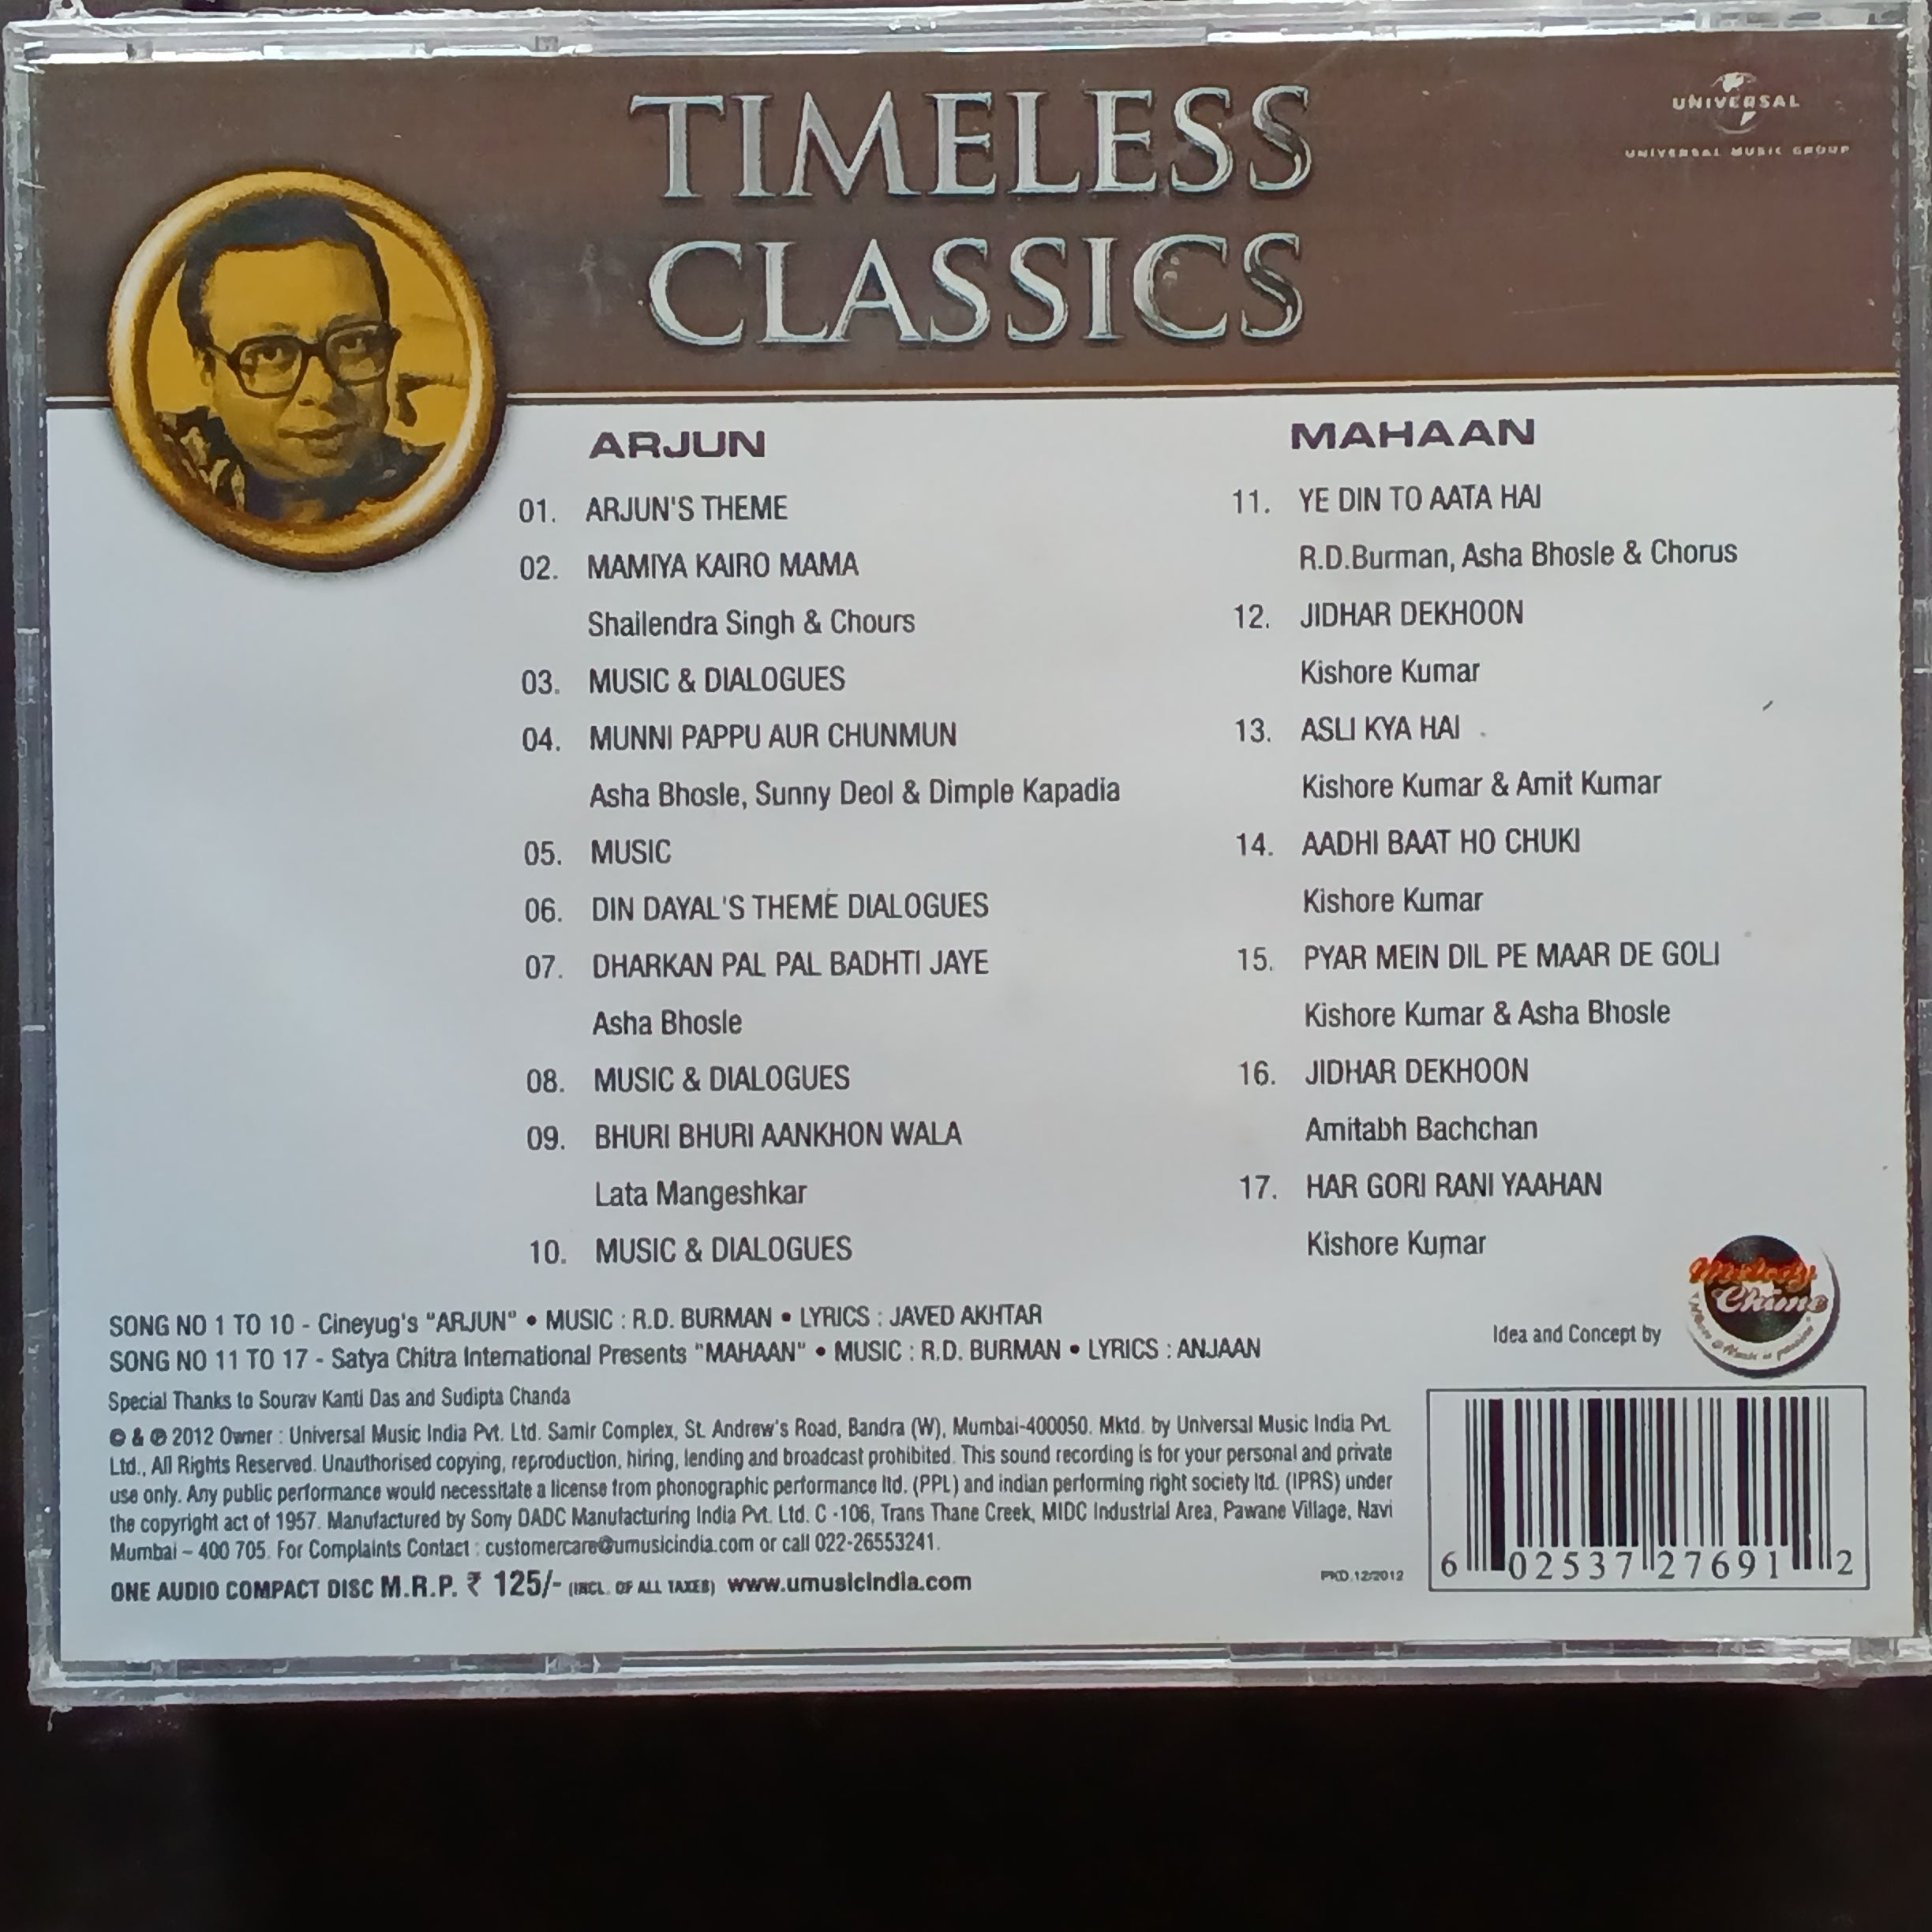 TIMELESS
CLASSICS
UNIVERSAL
UNIVERSAL MUSIC GROUP
ARJUN
01. ARJUN'S THEME
02. MAMIYA KAIRO MAMA
Shailendra Singh & Chours
03. MUSIC & DIALOGUES
04. MUNNI PAPPU AUR CHUNMUN
Asha Bhosle, Sunny Deol & Dimple Kapadia
05. MUSIC
06. DIN DAYAL'S THEME DIALOGUES
07. DHARKAN PAL PAL BADHTI JAYE
Asha Bhosle
08. MUSIC & DIALOGUES
09. BHURI BHURI AANKHON WALA
Lata Mangeshkar
10. MUSIC & DIALOGUES
MAHAAN
11. YE DIN TO AATA HAI
R.D.Burman, Asha Bhosle & Chorus
12. JIDHAR DEKHOON
Kishore Kumar
13. ASLI KYA HAI
Kishore Kumar & Amit Kumar
14. AADHI BAAT HO CHUKI
Kishore Kumar
15. PYAR MEIN DIL PE MAAR DE GOLI
Kishore Kumar & Asha Bhosle
16. JIDHAR DEKHOON
Amitabh Bachchan
17. HAR GORI RANI YAAHAN
Kishore Kumar
SONG NO 1 TO 10 - Cineyug's "ARJUN" • MUSIC : R.D. BURMAN • LYRICS : JAVED AKHTAR
SONG NO 11 TO 17 - Satya Chitra International Presents "MAHAAN" • MUSIC : R.D. BURMAN • LYRICS : ANJAAN
Idea and Concept by
Melody Chime
Special Thanks to Sourav Kanti Das and Sudipta Chanda
© & ℗ 2012 Owner : Universal Music India Pvt. Ltd. Samir Complex, St. Andrew's Road, Bandra (W), Mumbai-400050. Mktd. by Universal Music India Pvt.
Ltd., All Rights Reserved. Unauthorised copying, reproduction, hiring, lending and broadcast prohibited. This sound recording is for your personal and private
use only. Any public performance would necessitate a license from phonographic performance ltd. (PPL) and indian performing right society ltd. (IPRS) under
the copyright act of 1957. Manufactured by Sony DADC Manufacturing India Pvt. Ltd. C -106, Trans Thane Creek, MIDC Industrial Area, Pawane Village, Navi
Mumbai – 400 705. For Complaints Contact : customercare@umusicindia.com or call 022-26553241.
ONE AUDIO COMPACT DISC M.R.P. ₹ 125/- (INCL. OF ALL TAXES) www.umusicindia.com
PKD.12/2012
6 02537 27691 2